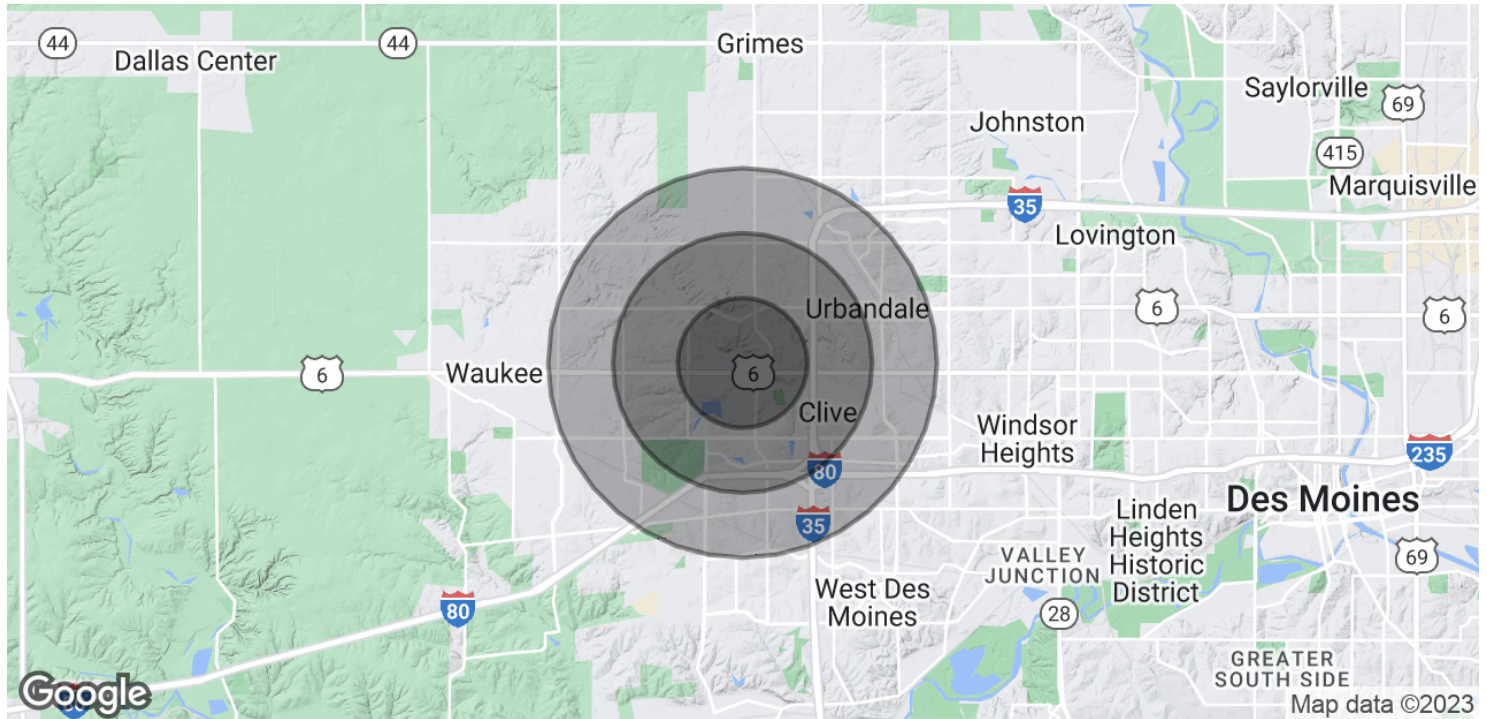 44
44
Grimes
Dallas Center
Saylorville
69
Johnston
415
Marquisville
35
Lovington
Urbandale
6
6
6
Waukee
6
Clive
Windsor
Heights
80
235
Des Moines
35
Linden
Heights
Historic
District
VALLEY
JUNCTION
69
West Des
Moines
80
28
GREATER
SOUTH SIDE
Google
80
Map data ©2023